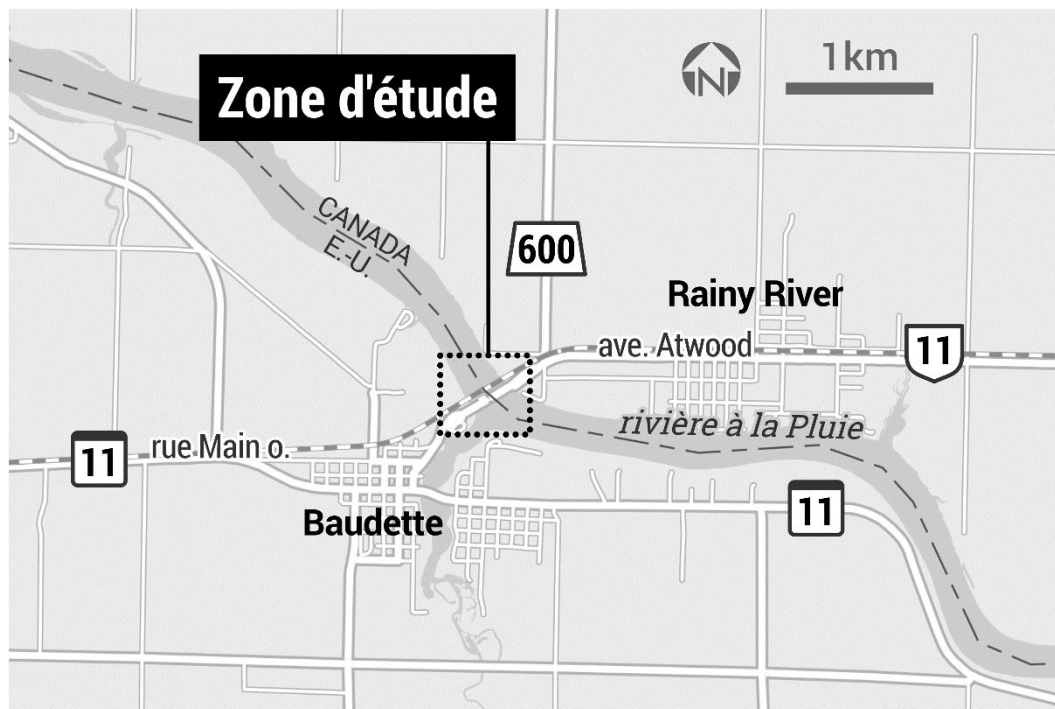 1km
N
Zone d'étude
CANADA
E.-U.
600
Rainy River
ave. Atwood
11
rivière à la Pluie
11
rue Main o.
11
Baudette